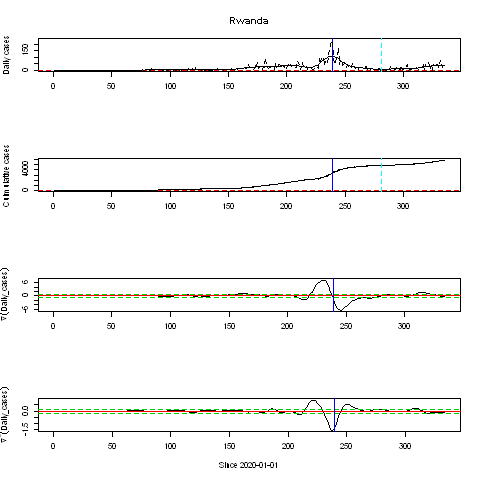 Rwanda
Daily cases
0 150
0 50 100 150 200 250 300
Cumulative cases
0 4000
0 50 100 150 200 250 300
∇(Daily_cases)
-6 0 6
0 50 100 150 200 250 300
(Daily_cases)
-1.5 0.0
0 50 100 150 200 250 300
Since 2020-01-01